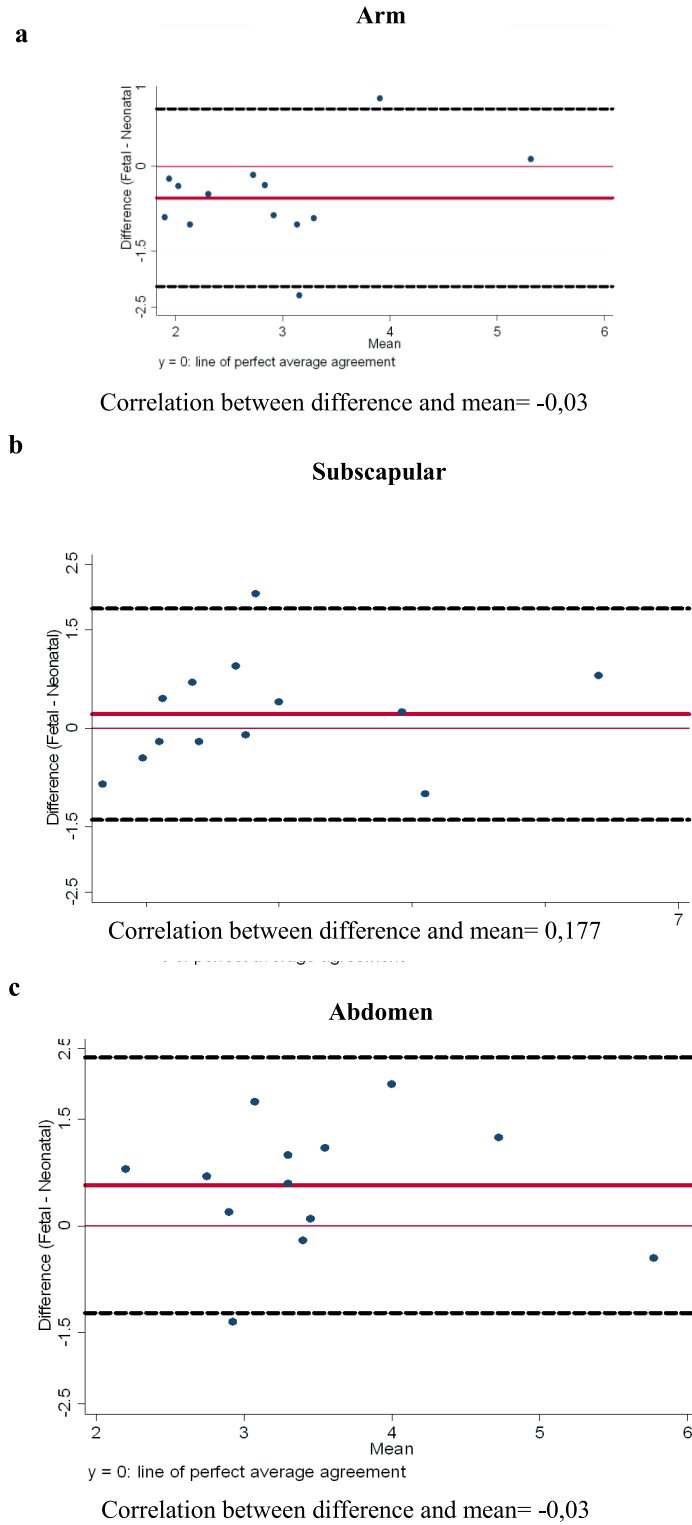 Arm
a
Difference (Fetal - Neonatal
1
0
-1.5
-2.5
2 3 4 5 6
Mean
y = 0: line of perfect average agreement
Correlation between difference and mean= -0,03
b
Subscapular
Difference (Fetal - Neonatal)
2.5
1.5
0
-1.5
-2.5
7
Correlation between difference and mean= 0,177
of perfect average agreement
c
Abdomen
Difference (Fetal - Neonatal)
2.5
1.5
0
-1.5
-2.5
2 3 4 5 6
Mean
y = 0: line of perfect average agreement
Correlation between difference and mean= -0,03